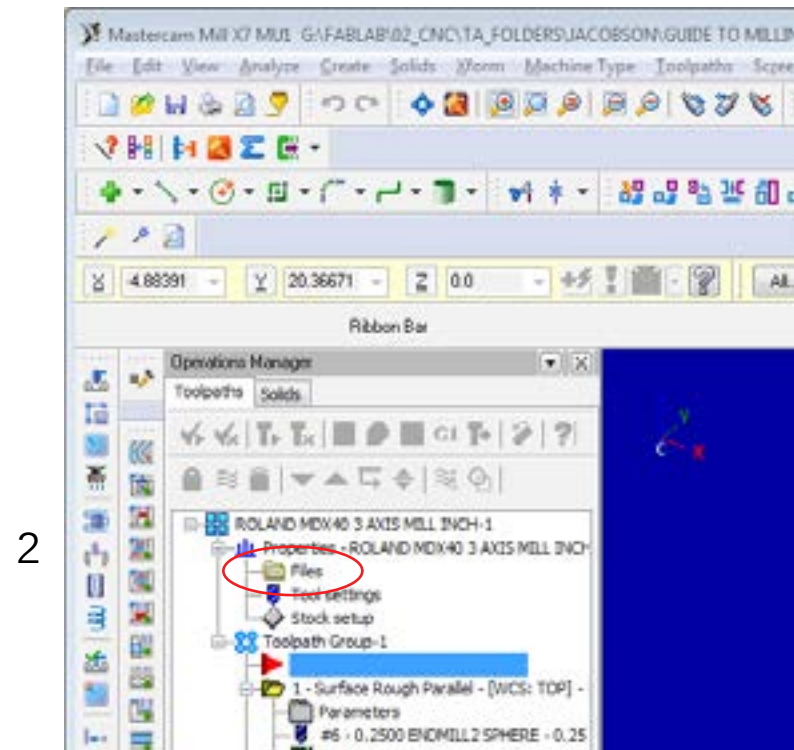 Mastercam Mill X7 MU1 G:\FABLAB\02_CNC\TA_FOLDERS\JACOBSON\GUIDE TO MILLIN
File Edit View Analyze Create Solids Xform Machine Type Toolpaths Scree
X -4.88391 Y 20.36671 Z 0.0 All
Ribbon Bar
Operations Manager
Toolpaths Solids
G1
Y
X
ROLAND MDX40 3 AXIS MILL INCH-1
Properties - ROLAND MDX40 3 AXIS MILL INCH
2
Files
Tool settings
Stock setup
Toolpath Group-1
1 - Surface Rough Parallel - [WCS: TOP] -
Parameters
#6 - 0.2500 ENDMILL2 SPHERE - 0.25